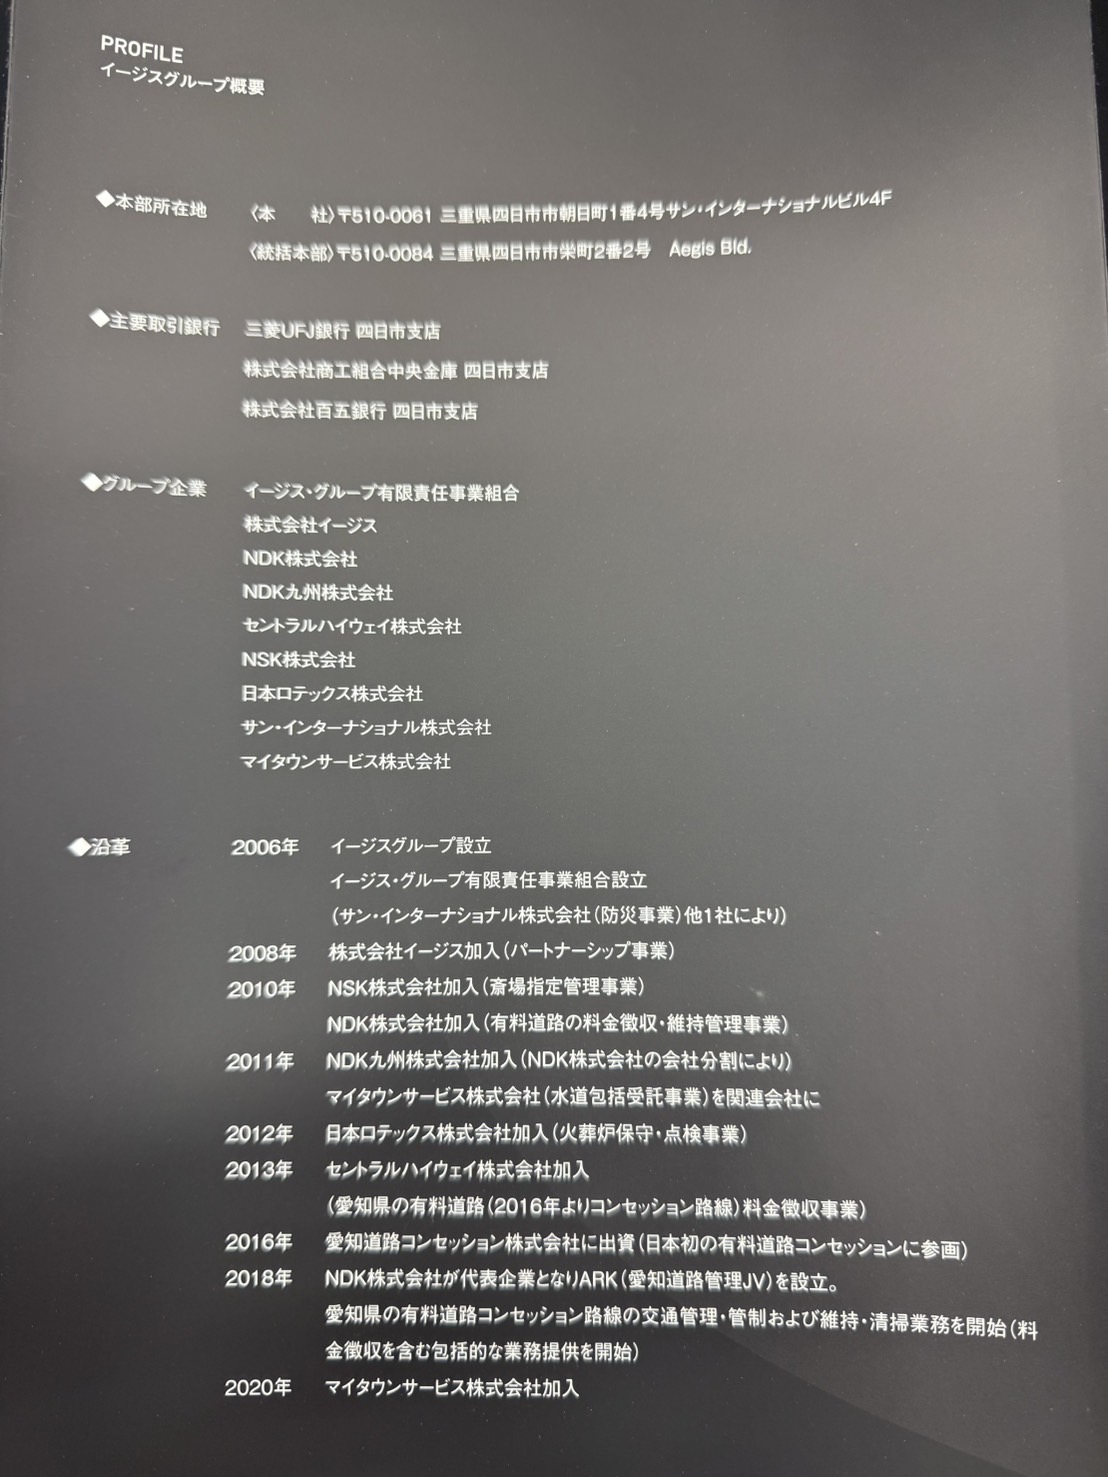 PROFILE
イージスグループ概要
◆本部所在地 〈本　社〉〒510-0061 三重県四日市市朝日町1番4号サン・インターナショナルビル4F
〈統括本部〉〒510-0084 三重県四日市市栄町2番2号 Aegis Bld.
◆主要取引銀行 三菱UFJ銀行 四日市支店
株式会社商工組合中央金庫 四日市支店
株式会社百五銀行 四日市支店
◆グループ企業 イージス・グループ有限責任事業組合
株式会社イージス
NDK株式会社
NDK九州株式会社
セントラルハイウェイ株式会社
NSK株式会社
日本ロテックス株式会社
サン・インターナショナル株式会社
マイタウンサービス株式会社
◆沿革 2006年 イージスグループ設立
イージス・グループ有限責任事業組合設立
(サン・インターナショナル株式会社(防災事業)他1社により)
2008年 株式会社イージス加入(パートナーシップ事業)
2010年 NSK株式会社加入(斎場指定管理事業)
NDK株式会社加入(有料道路の料金徴収・維持管理事業)
2011年 NDK九州株式会社加入(NDK株式会社の会社分割により)
マイタウンサービス株式会社(水道包括受託事業)を関連会社に
2012年 日本ロテックス株式会社加入(火葬炉保守・点検事業)
2013年 セントラルハイウェイ株式会社加入
(愛知県の有料道路(2016年よりコンセッション路線)料金徴収事業)
2016年 愛知道路コンセッション株式会社に出資(日本初の有料道路コンセッションに参画)
2018年 NDK株式会社が代表企業となりARK(愛知道路管理JV)を設立。
愛知県の有料道路コンセッション路線の交通管理・管制および維持・清掃業務を開始(料
金徴収を含む包括的な業務提供を開始)
2020年 マイタウンサービス株式会社加入